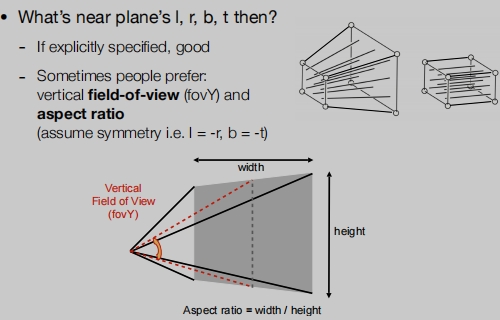 • What's near plane's l, r, b, t then?
- If explicitly specified, good
- Sometimes people prefer:
vertical field-of-view (fovY) and
aspect ratio
(assume symmetry i.e. l = -r, b = -t)
width
Vertical
Field of View
(fovY)
height
Aspect ratio = width / height